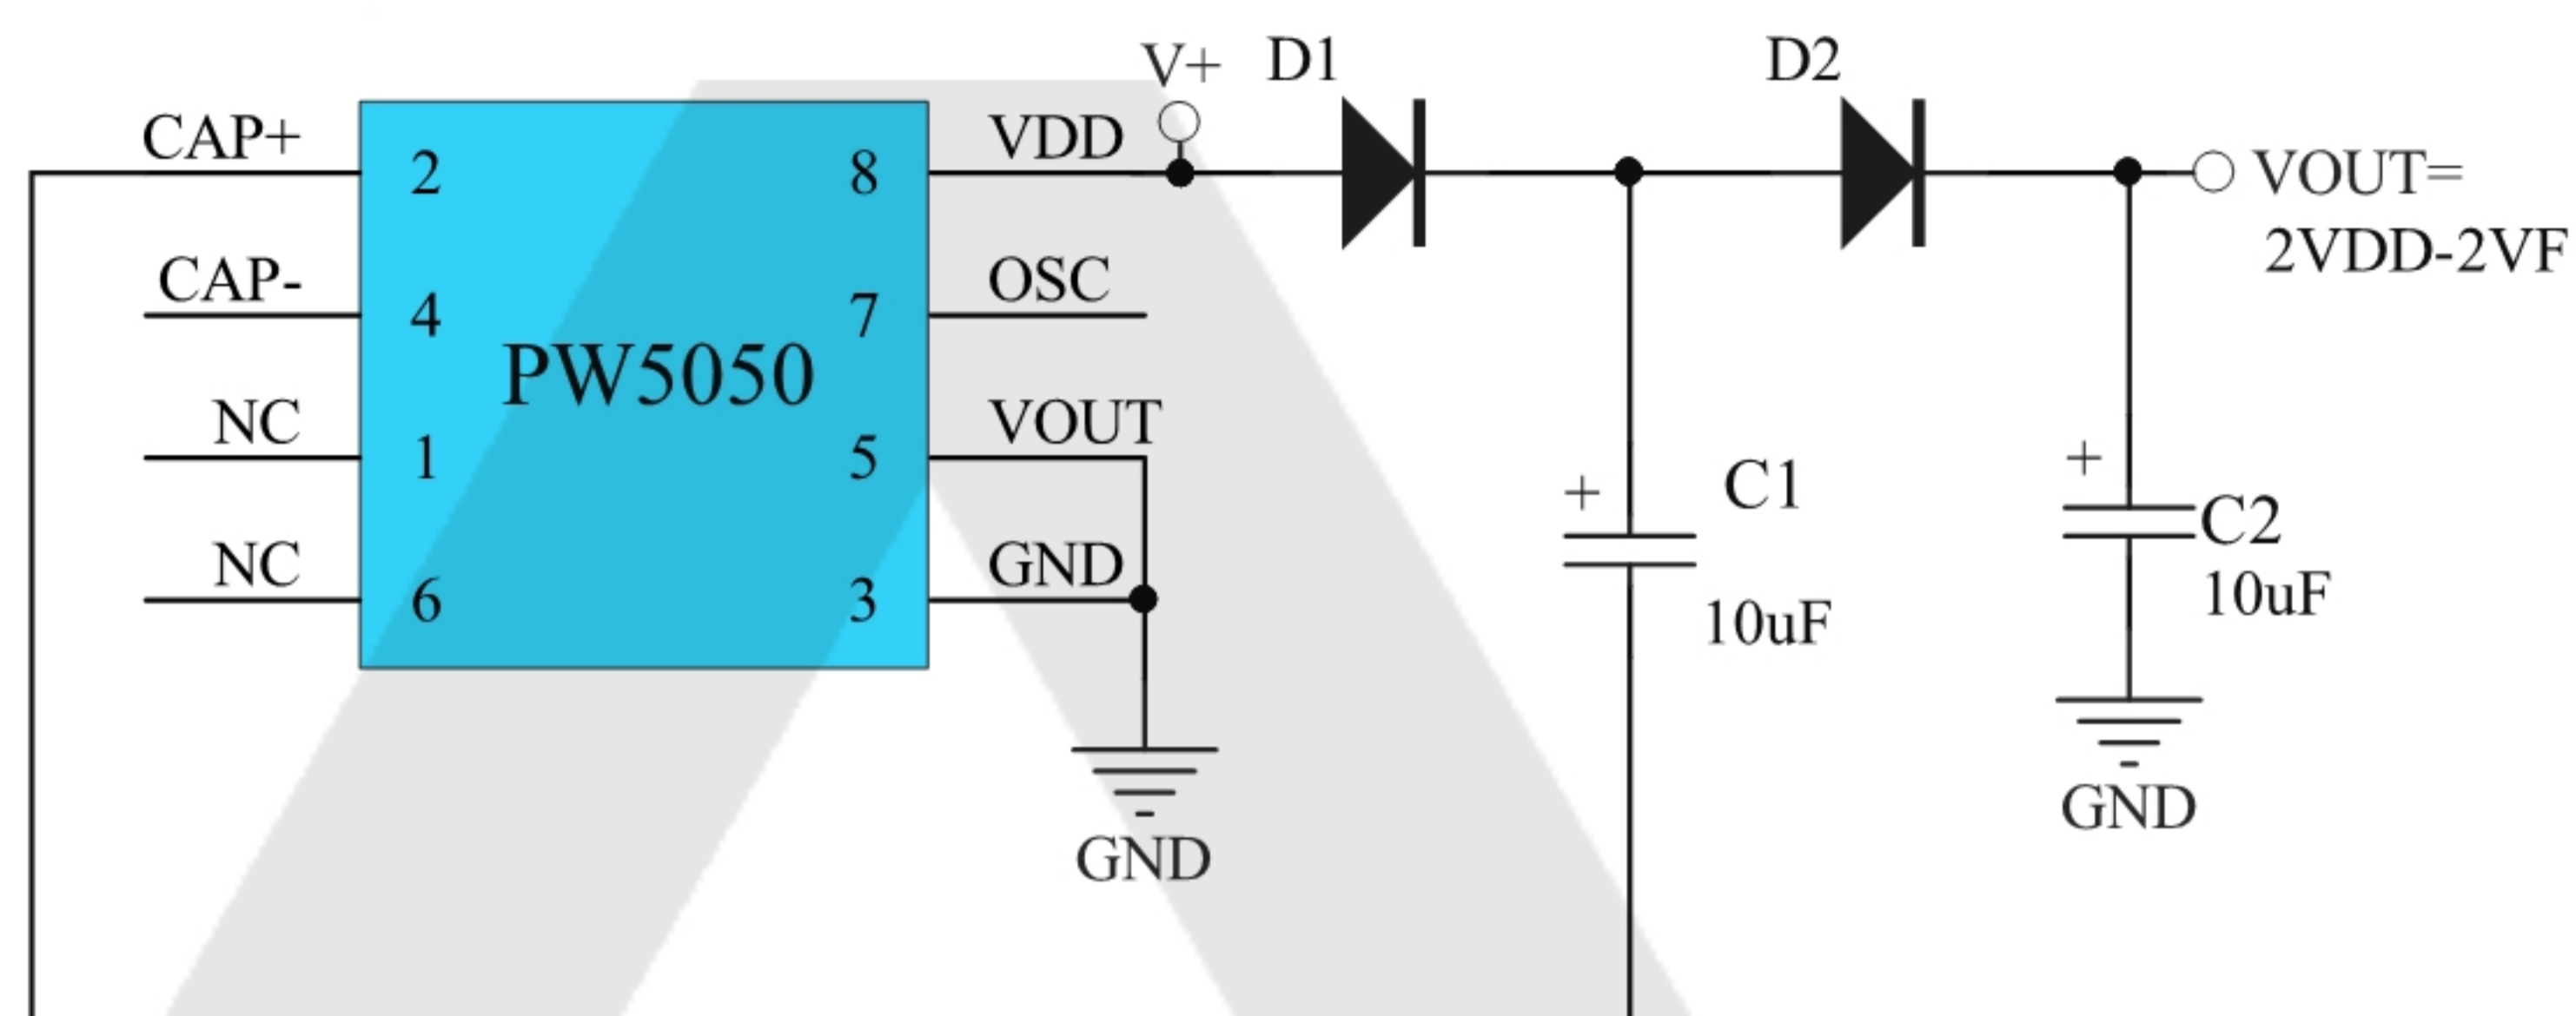 V+
D1
D2
CAP+
2
8
VDD
VOUT=
2VDD-2VF
CAP-
4
7
OSC
PW5050
NC
1
5
VOUT
+
C1
10uF
+
C2
10uF
NC
6
3
GND
GND
GND